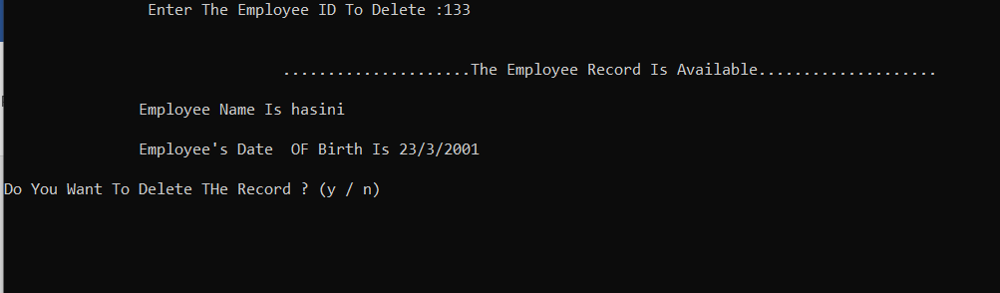 Enter The Employee ID To Delete :133
.....................The Employee Record Is Available....................
Employee Name Is hasini
Employee's Date  OF Birth Is 23/3/2001
Do You Want To Delete THe Record ? (y / n)